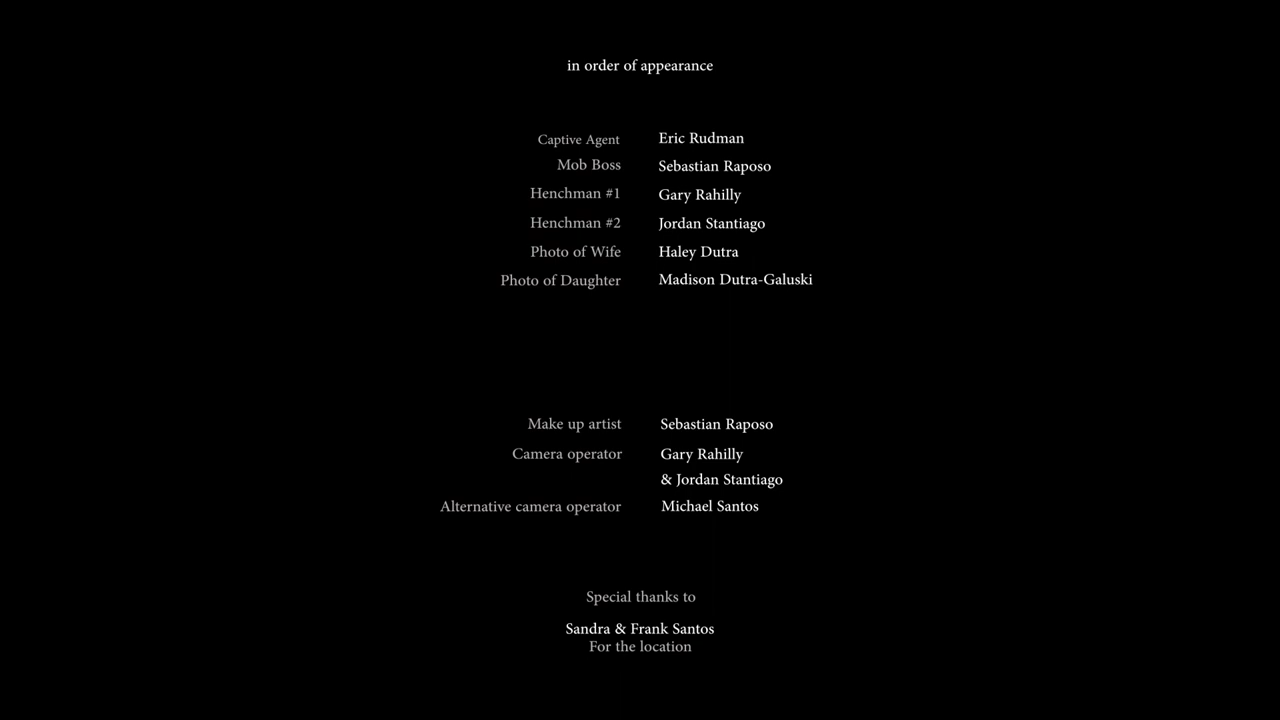 in order of appearance
Captive Agent Eric Rudman
Mob Boss Sebastian Raposo
Henchman #1 Gary Rahilly
Henchman #2 Jordan Stantiago
Photo of Wife Haley Dutra
Photo of Daughter Madison Dutra-Galuski
Make up artist Sebastian Raposo
Camera operator Gary Rahilly
& Jordan Stantiago
Alternative camera operator Michael Santos
Special thanks to
Sandra & Frank Santos
For the location